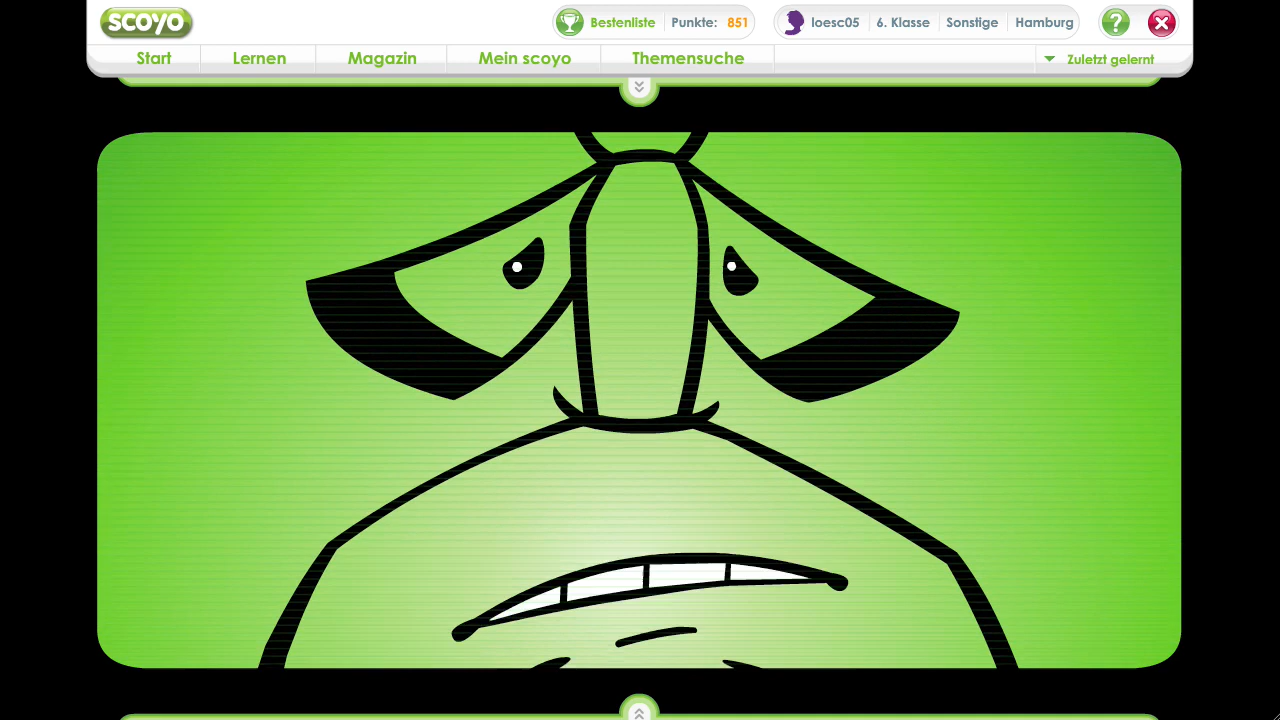 scoyo
Bestenliste Punkte: 851
loesc05 6. Klasse Sonstige Hamburg
?
Start Lernen Magazin Mein scoyo Themensuche
Zuletzt gelernt